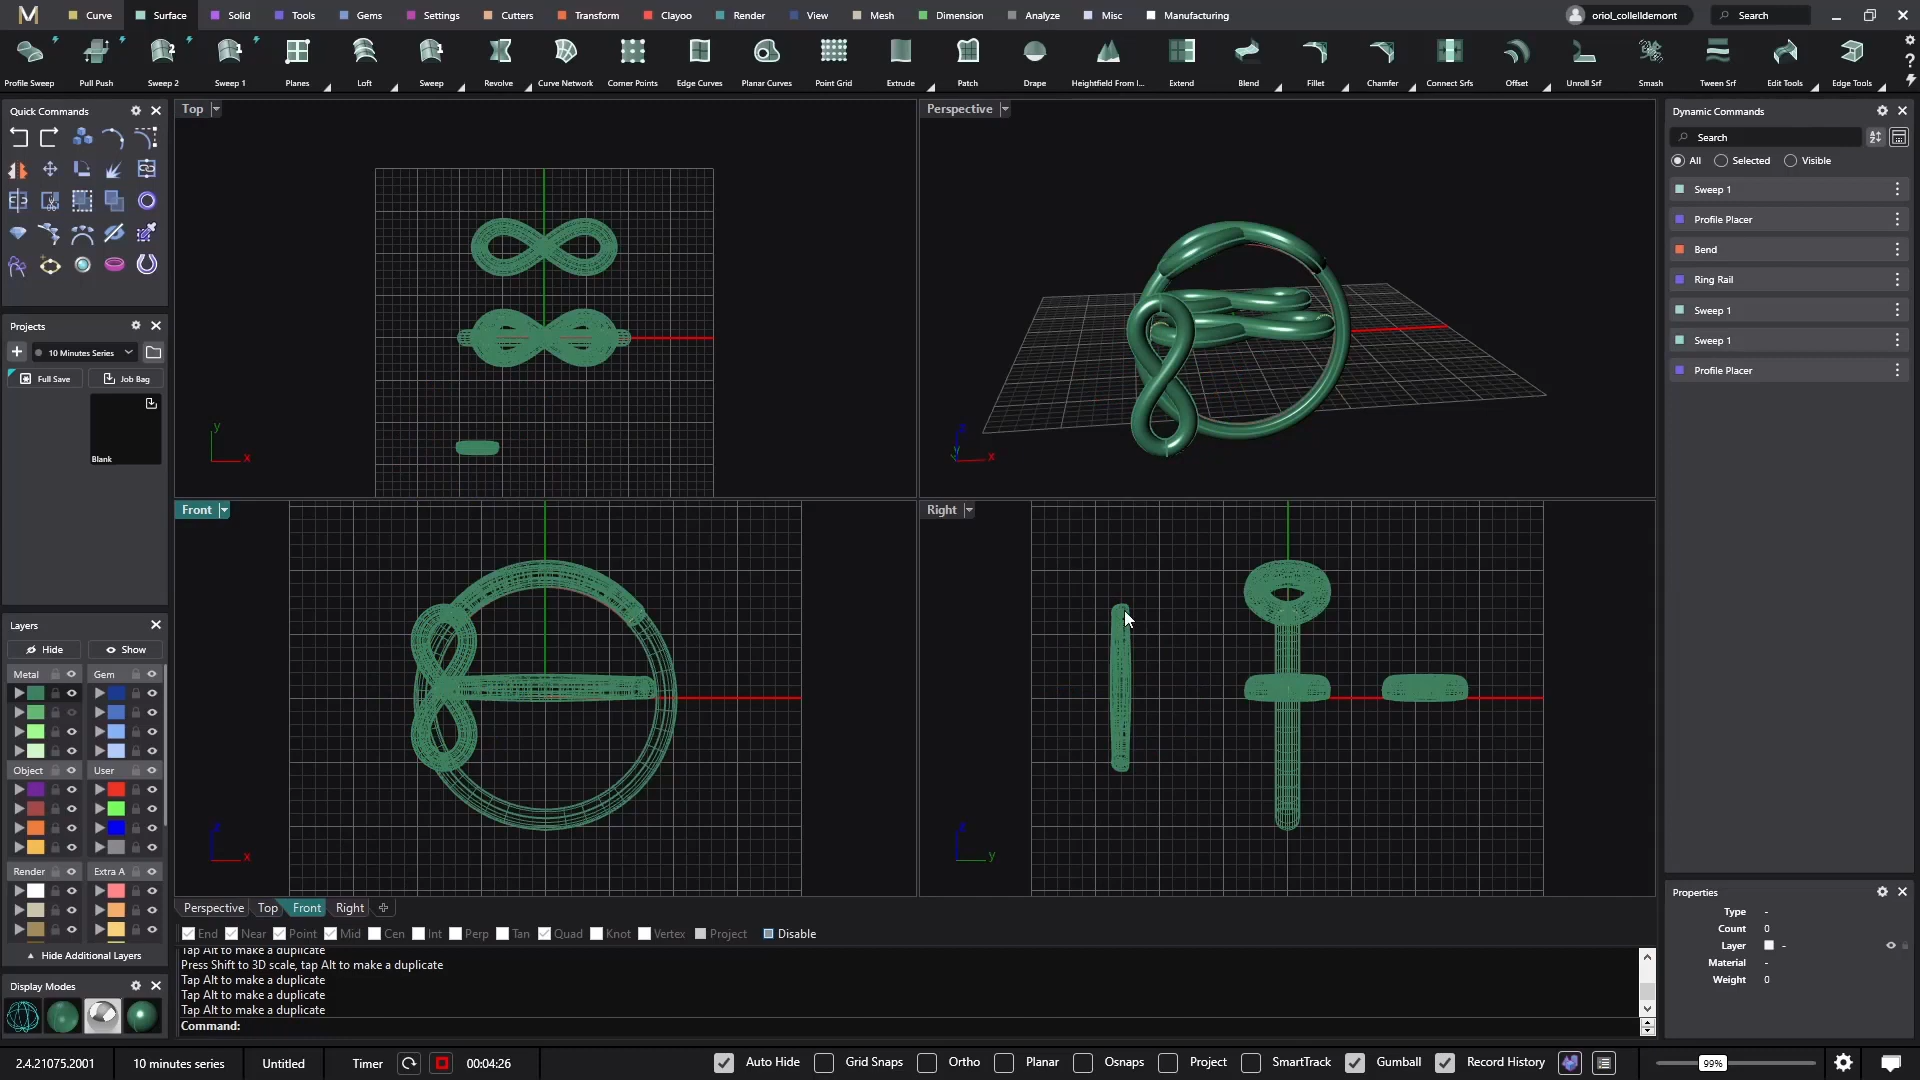 Curve Surface Solid Tools Gems Settings Cutters Transform Clayoo Render View Mesh Dimension Analyze Misc Manufacturing oriol_collelldemont Search
Profile Sweep Pull Push Sweep 2 Sweep 1 Planes Loft Sweep Revolve Curve Network Corner Points Edge Curves Planar Curves Point Grid Extrude Patch Drape Heightfield From I... Extend Blend Fillet Chamfer Connect Srfs Offset Unroll Srf Smash Tween Srf Edit Tools Edge Tools
Quick Commands
Top
Perspective
Dynamic Commands
Search
All Selected Visible
Sweep 1
Profile Placer
Bend
Ring Rail
Sweep 1
Sweep 1
Profile Placer
Projects
10 Minutes Series
Full Save Job Bag
Blank
y
x
x
Front
Right
Layers
Hide Show
Metal Gem
Object User
Render Extra A
Hide Additional Layers
x
y
Perspective Top Front Right
End Near Point Mid Cen Int Perp Tan Quad Knot Vertex Project Disable
Tap Alt to make a duplicate
Press Shift to 3D scale, tap Alt to make a duplicate
Tap Alt to make a duplicate
Tap Alt to make a duplicate
Tap Alt to make a duplicate
Command:
Properties
Type -
Count 0
Layer -
Material -
Weight 0
Display Modes
2.4.21075.2001 10 minutes series Untitled Timer 00:04:26 Auto Hide Grid Snaps Ortho Planar Osnaps Project SmartTrack Gumball Record History 99%